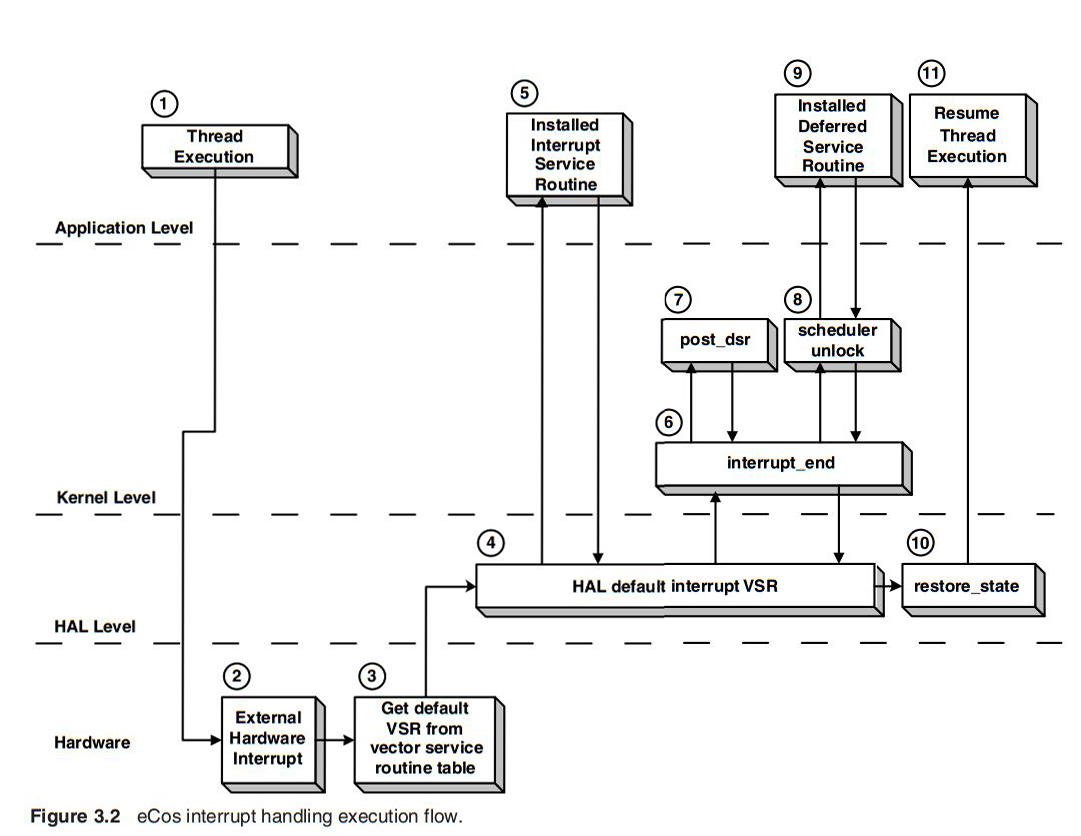 1
Thread
Execution
5
Installed
Interrupt
Service
Routine
9
Installed
Deferred
Service
Routine
11
Resume
Thread
Execution
Application Level
7
post_dsr
8
scheduler
unlock
6
interrupt_end
Kernel Level
4
HAL default interrupt VSR
10
restore_state
HAL Level
2
External
Hardware
Interrupt
3
Get default
VSR from
vector service
routine table
Hardware
Figure 3.2 eCos interrupt handling execution flow.